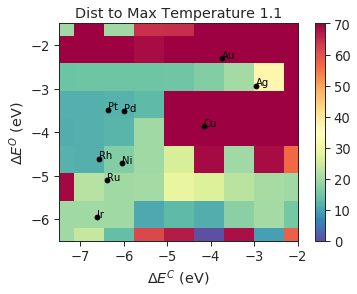 Dist to Max Temperature 1.1
−2
−3
−4
−5
−6
ΔE^O (eV)
Au
Ag
Pt
Pd
Cu
Rh
Ni
Ru
Ir
−7
−6
−5
−4
−3
−2
ΔE^C (eV)
70
60
50
40
30
20
10
0